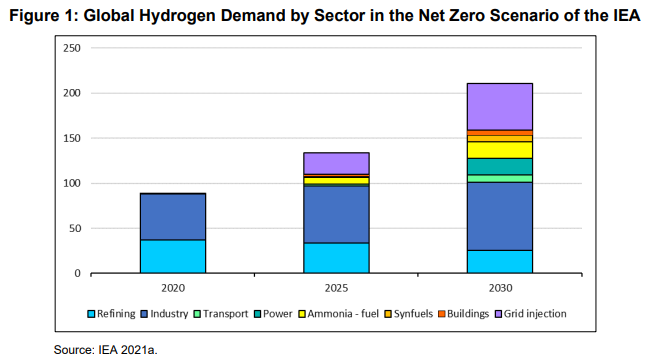 Figure 1: Global Hydrogen Demand by Sector in the Net Zero Scenario of the IEA
250
200
150
100
50
0
2020 2025 2030
Refining Industry Transport Power Ammonia - fuel Synfuels Buildings Grid injection
Source: IEA 2021a.